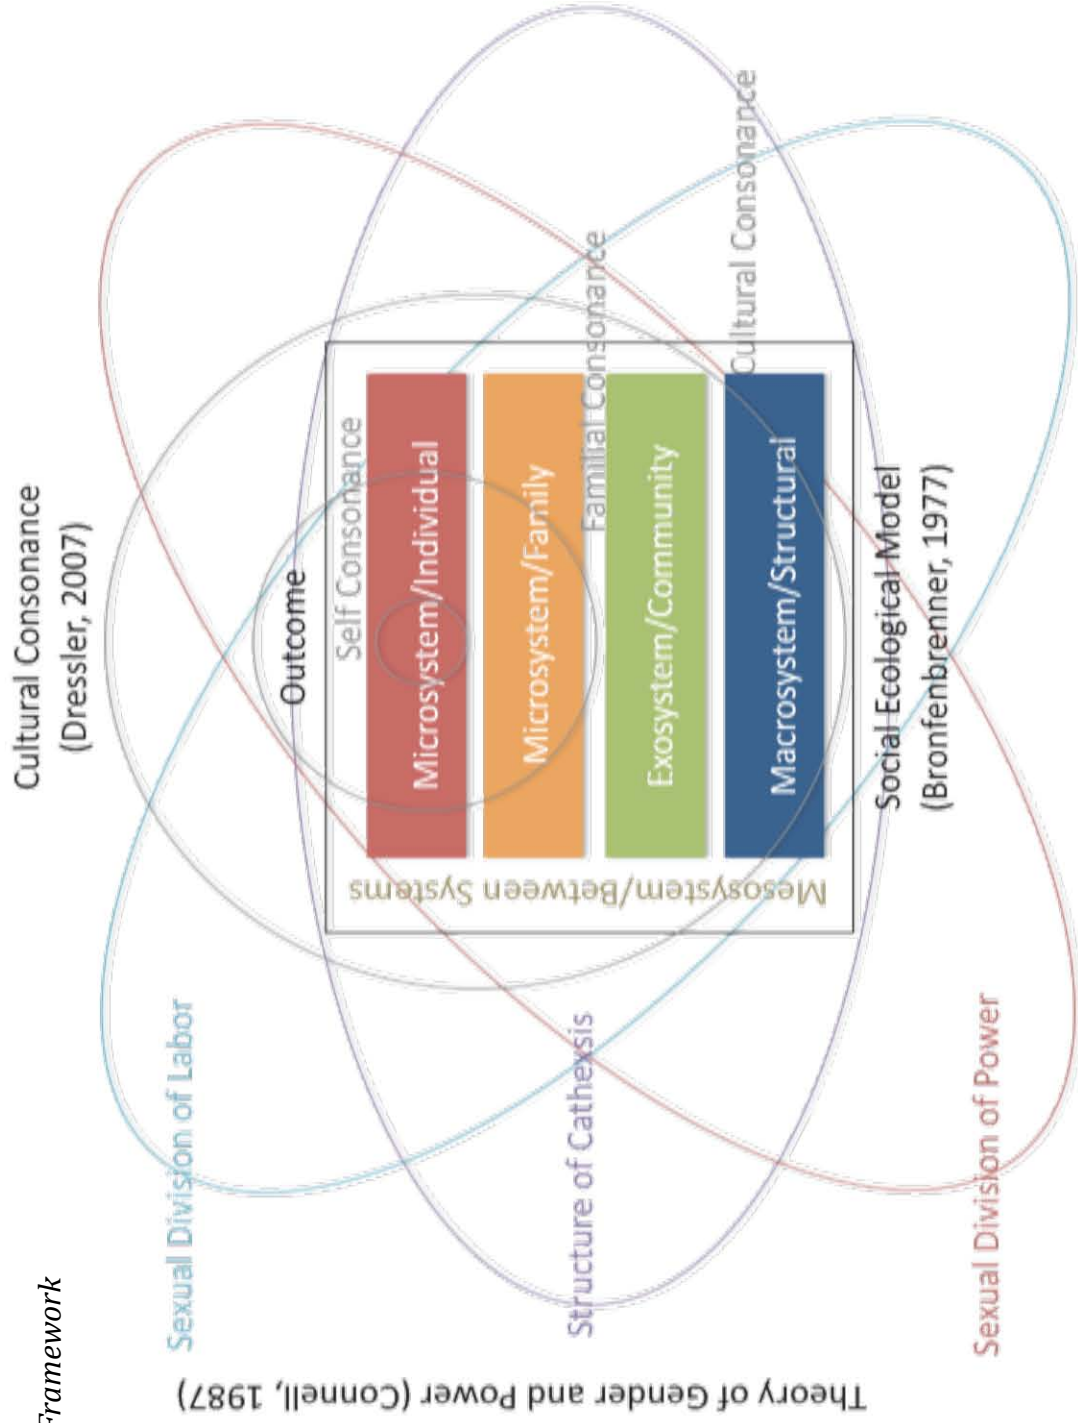 Framework
Cultural Consonance
(Dressler, 2007)
Theory of Gender and Power (Connell, 1987)
Sexual Division of Labor
Structure of Cathexsis
Sexual Division of Power
Outcome
Self Consonance
Mesosystem/Between Systems
Microsystem/Individual
Microsystem/Family
Familial Consonance
Exosystem/Community
Cultural Consonance
Macrosystem/Structural
Social Ecological Model
(Bronfenbrenner, 1977)